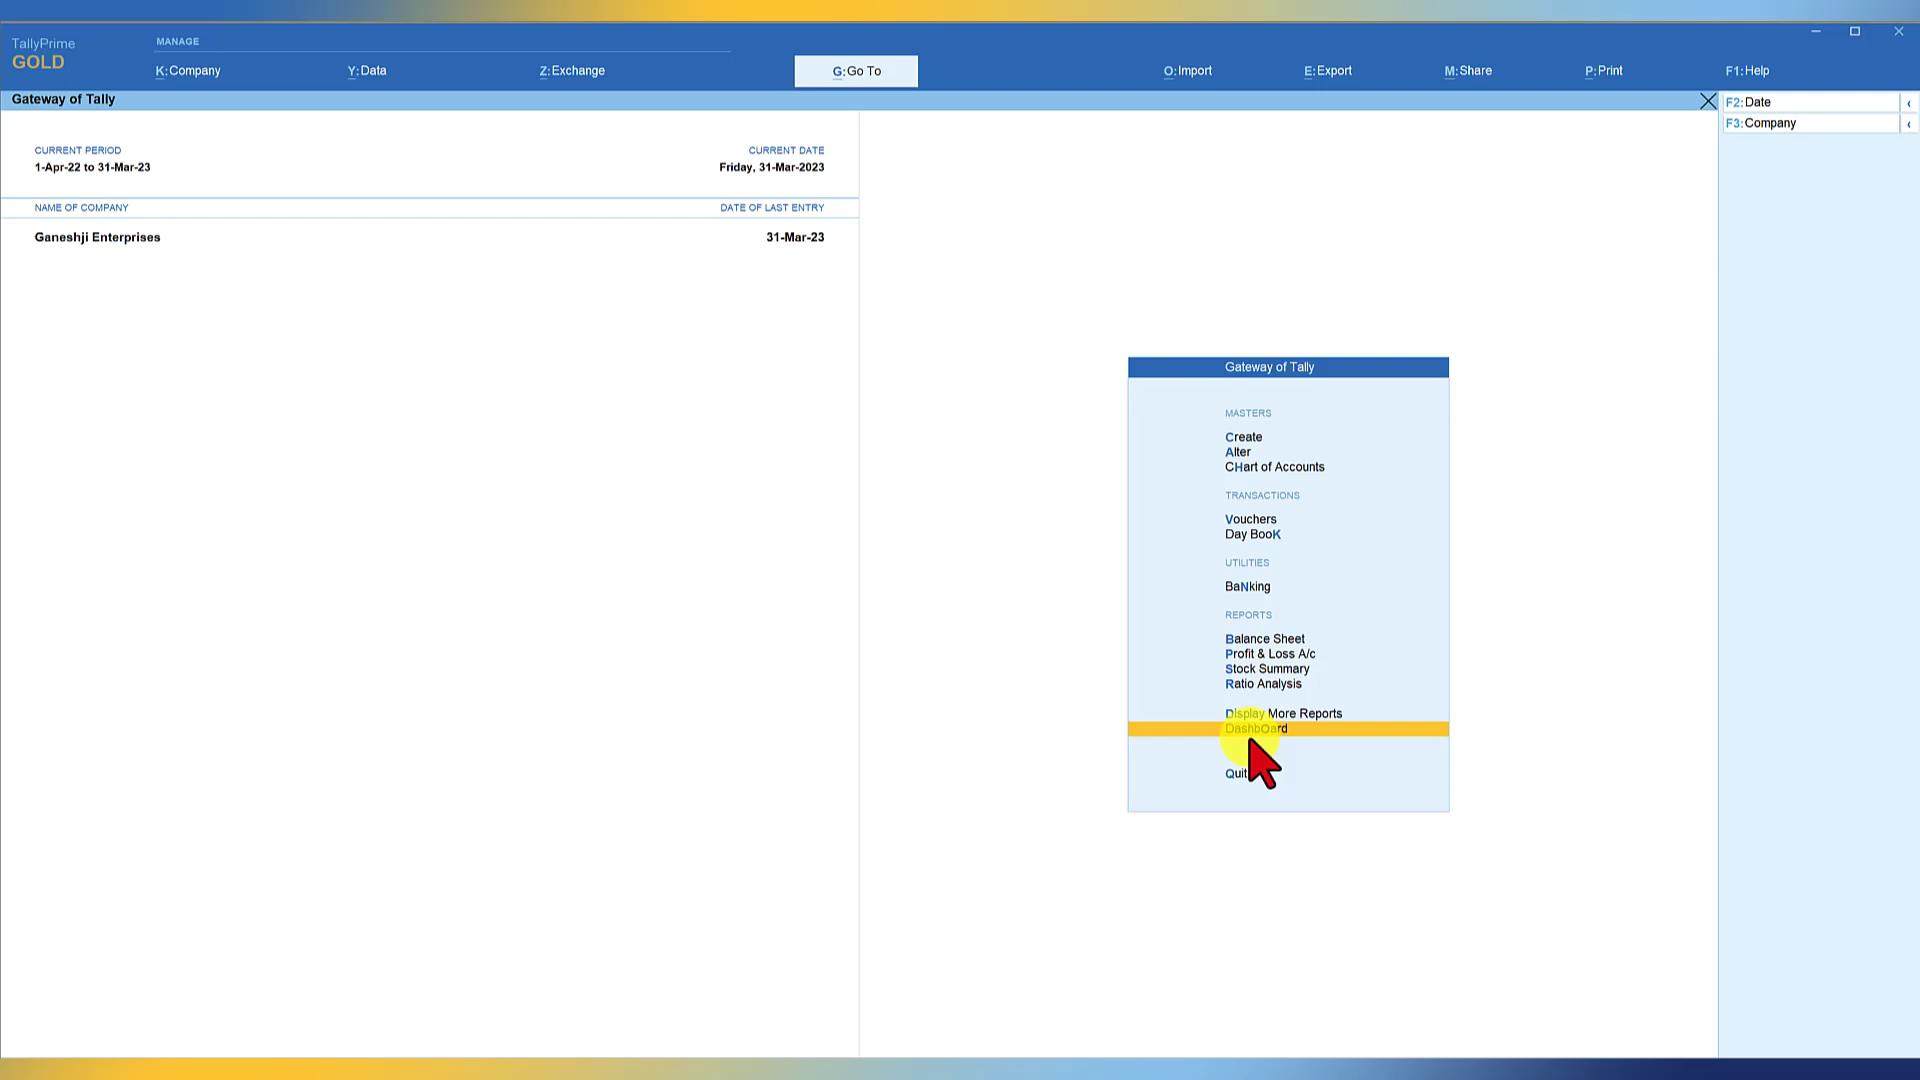 TallyPrime
GOLD
MANAGE
K:Company Y:Data Z:Exchange G:Go To O:Import E:Export M:Share P:Print F1:Help
Gateway of Tally
F2:Date
F3:Company
CURRENT PERIOD CURRENT DATE
1-Apr-22 to 31-Mar-23 Friday, 31-Mar-2023
NAME OF COMPANY DATE OF LAST ENTRY
Ganeshji Enterprises 31-Mar-23
Gateway of Tally
MASTERS
Create
Alter
CHart of Accounts
TRANSACTIONS
Vouchers
Day BooK
UTILITIES
BaNking
REPORTS
Balance Sheet
Profit & Loss A/c
Stock Summary
Ratio Analysis
Display More Reports
DashbOard
Quit